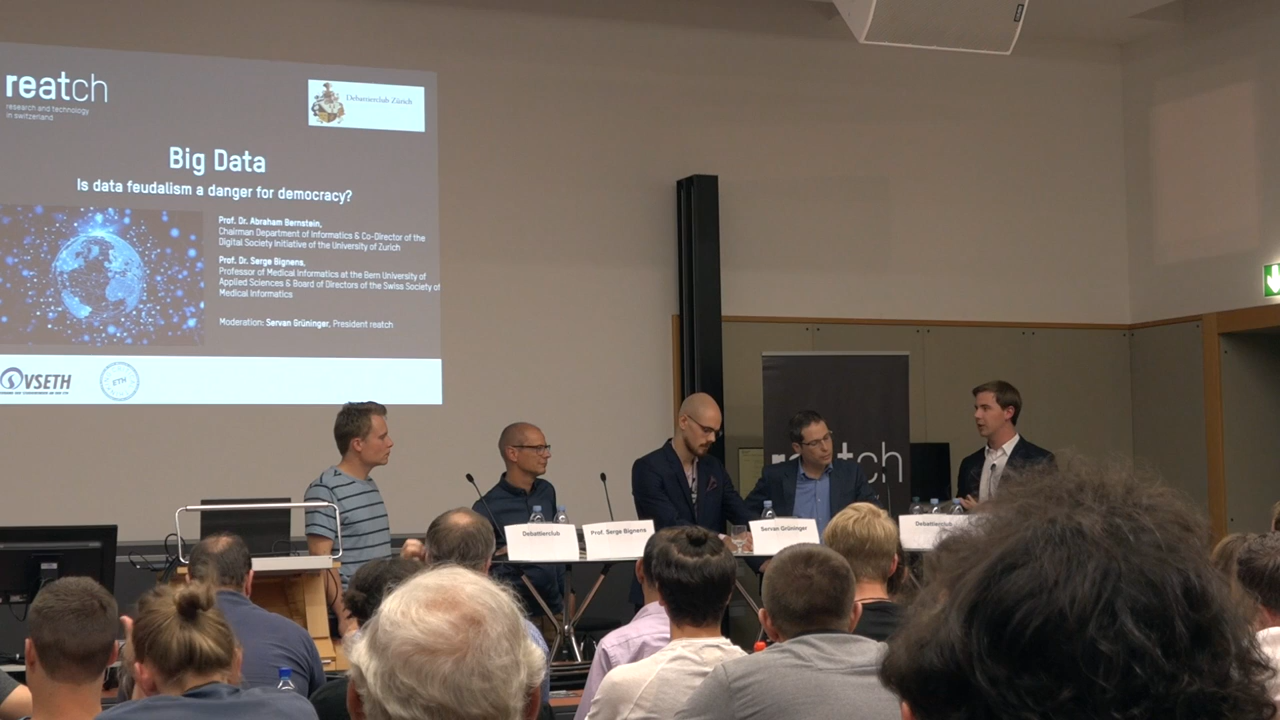 reatch
research and technology
in switzerland
Debattierclub Zürich
Big Data
Is data feudalism a danger for democracy?
Prof. Dr. Abraham Bernstein,
Chairman Department of Informatics & Co-Director of the
Digital Society Initiative of the University of Zurich
Prof. Dr. Serge Bignens,
Professor of Medical Informatics at the Bern University of
Applied Sciences & Board of Directors of the Swiss Society of
Medical Informatics
Moderation: Servan Grüninger, President reatch
VSETH
ETH
reatch
Debattierclub
Prof. Serge Bignens
Servan Grüninger
Debattierclub